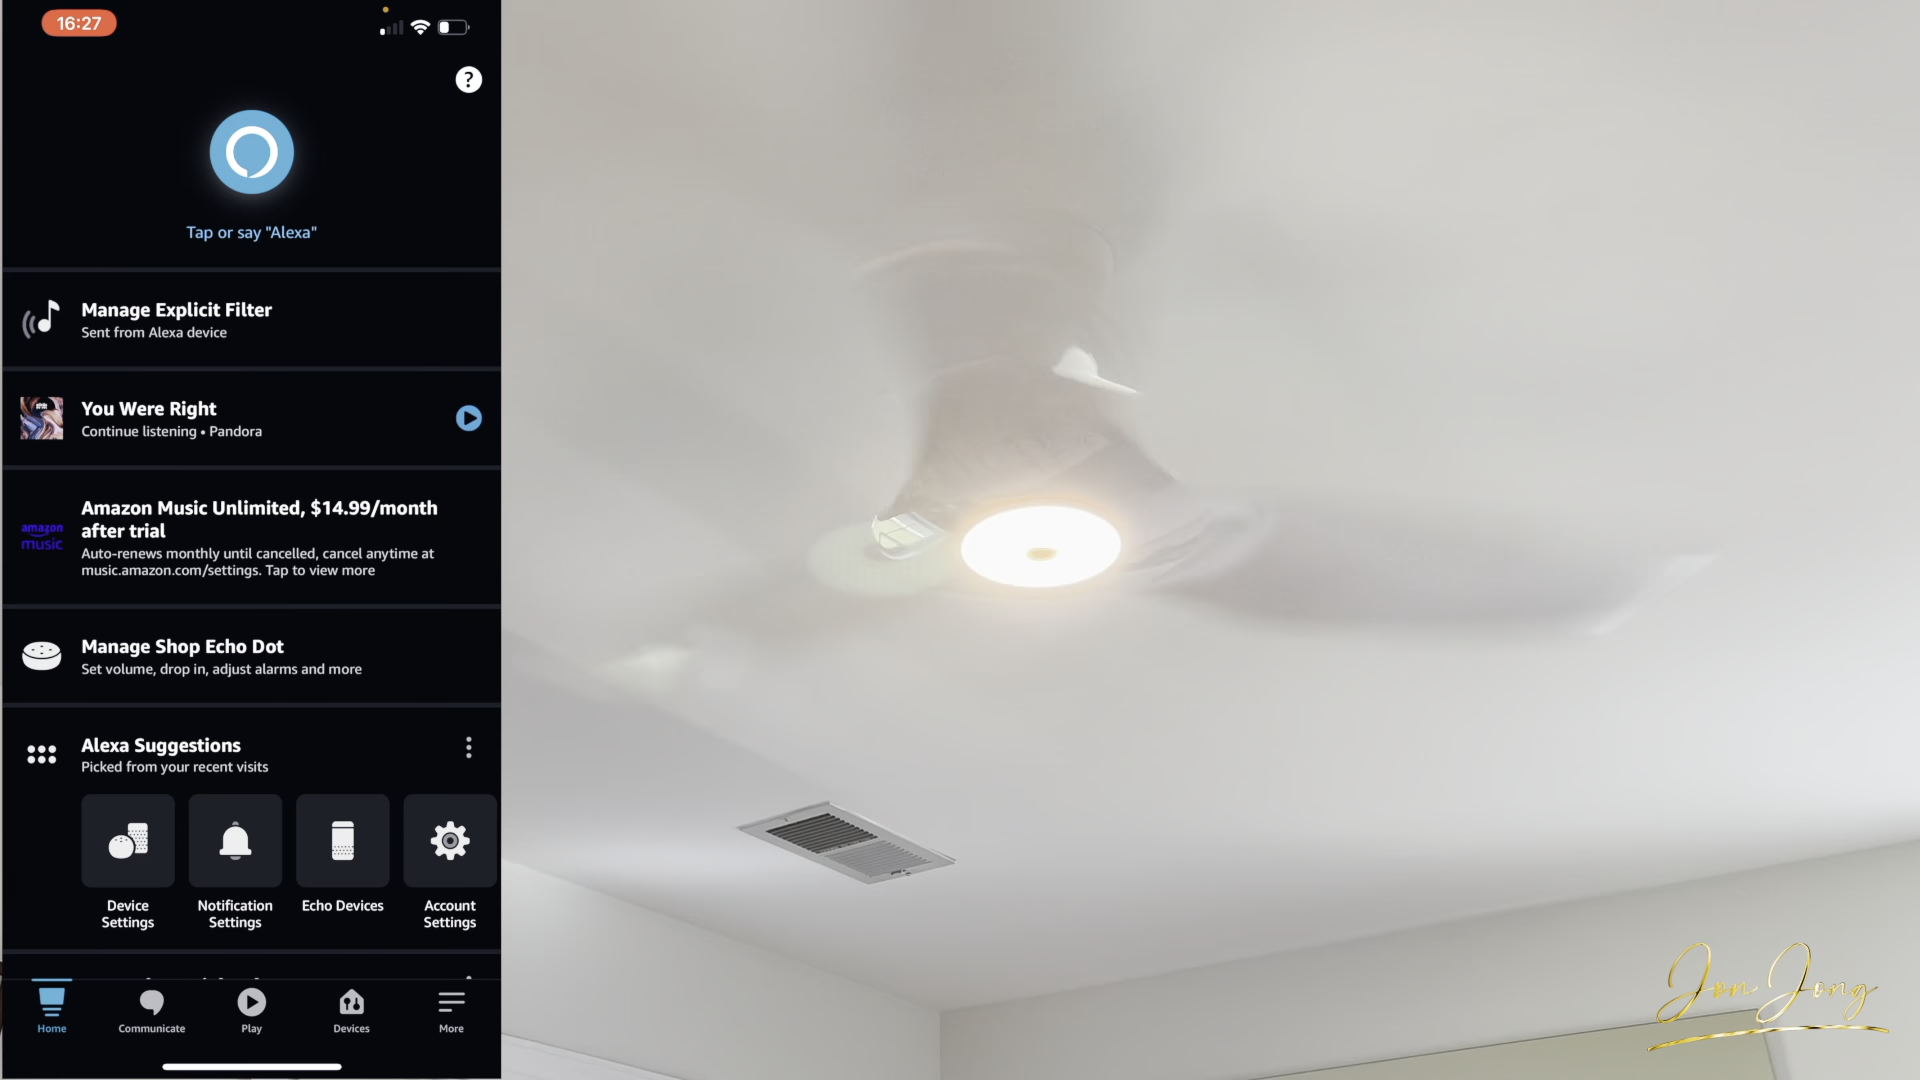 16:27
?
Tap or say "Alexa"
Manage Explicit Filter
Sent from Alexa device
You Were Right
Continue listening • Pandora
amazon
music
Amazon Music Unlimited, $14.99/month
after trial
Auto-renews monthly until cancelled, cancel anytime at
music.amazon.com/settings. Tap to view more
Manage Shop Echo Dot
Set volume, drop in, adjust alarms and more
Alexa Suggestions
Picked from your recent visits
Device
Settings
Notification
Settings
Echo Devices
Account
Settings
Home
Communicate
Play
Devices
More
Jon Jong